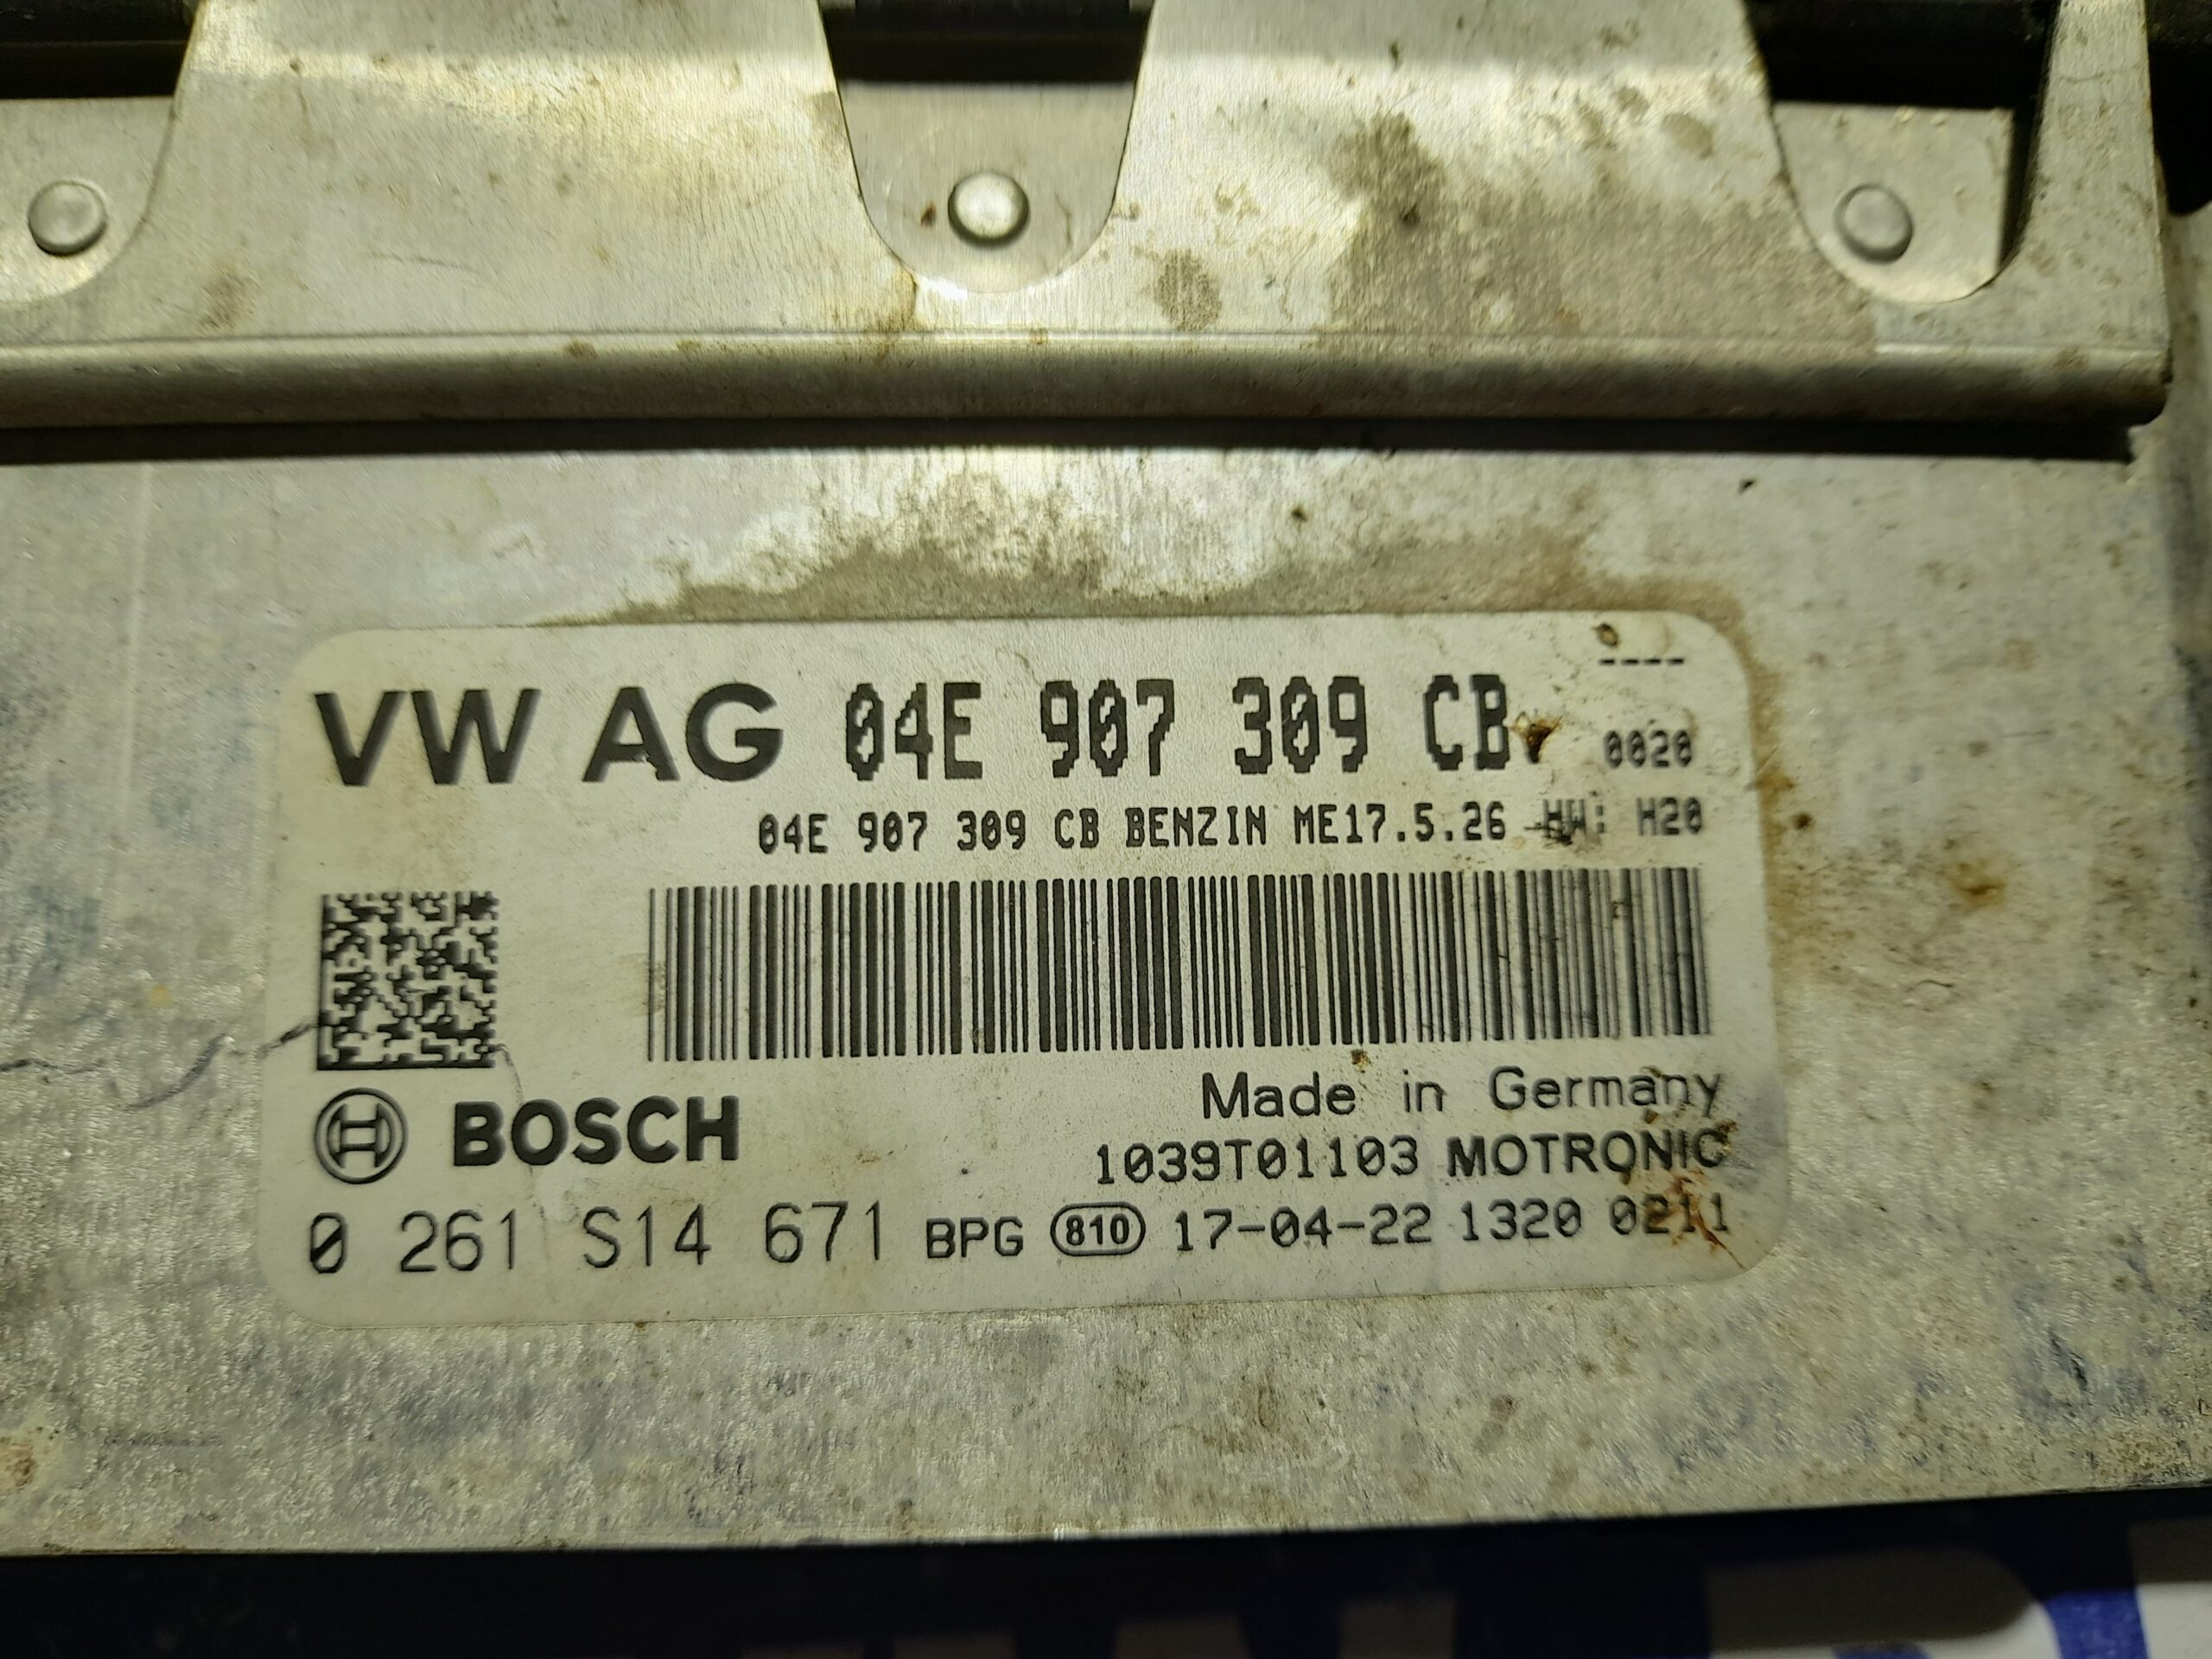 ----
VW AG 04E 907 309 CB 0020
04E 907 309 CB BENZIN ME17.5.26 HW: H20
Made in Germany
BOSCH 1039T01103 MOTRONIC
0 261 S14 671 BPG 810 17-04-22 1320 0211